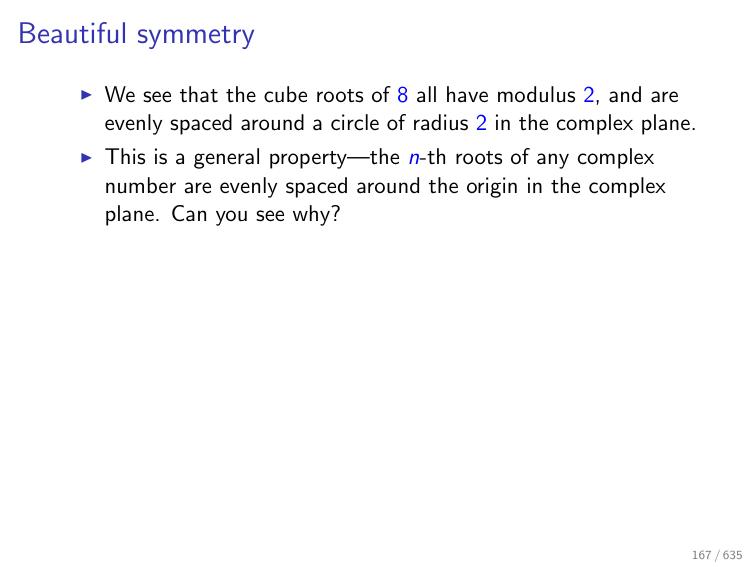 Beautiful symmetry
▶ We see that the cube roots of 8 all have modulus 2, and are
evenly spaced around a circle of radius 2 in the complex plane.
▶ This is a general property—the n-th roots of any complex
number are evenly spaced around the origin in the complex
plane. Can you see why?
167 / 635